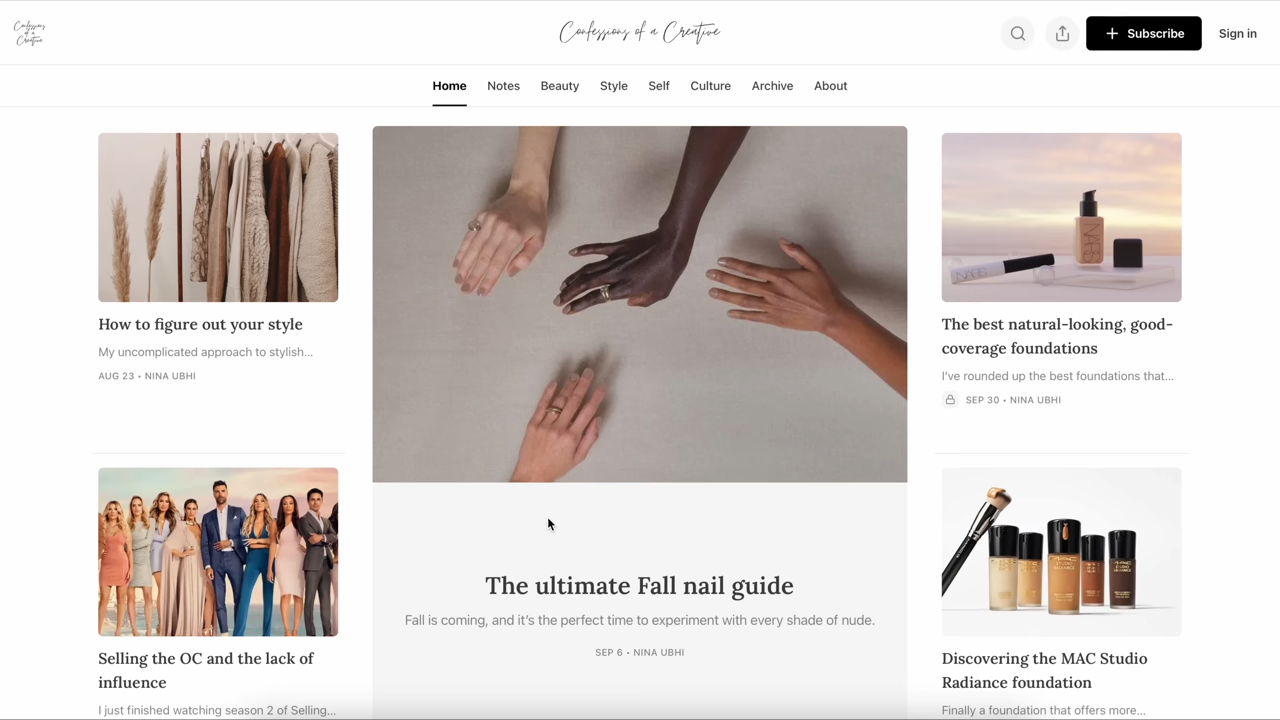 Confessions
of a
Creative
Confessions of a Creative
Subscribe
Sign in
Home
Notes
Beauty
Style
Self
Culture
Archive
About
How to figure out your style
My uncomplicated approach to stylish...
AUG 23 • NINA UBHI
Selling the OC and the lack of
influence
I just finished watching season 2 of Selling...
The ultimate Fall nail guide
Fall is coming, and it's the perfect time to experiment with every shade of nude.
SEP 6 • NINA UBHI
NARS
NARS
The best natural-looking, good-
coverage foundations
I've rounded up the best foundations that...
SEP 30 • NINA UBHI
Discovering the MAC Studio
Radiance foundation
Finally a foundation that offers more...